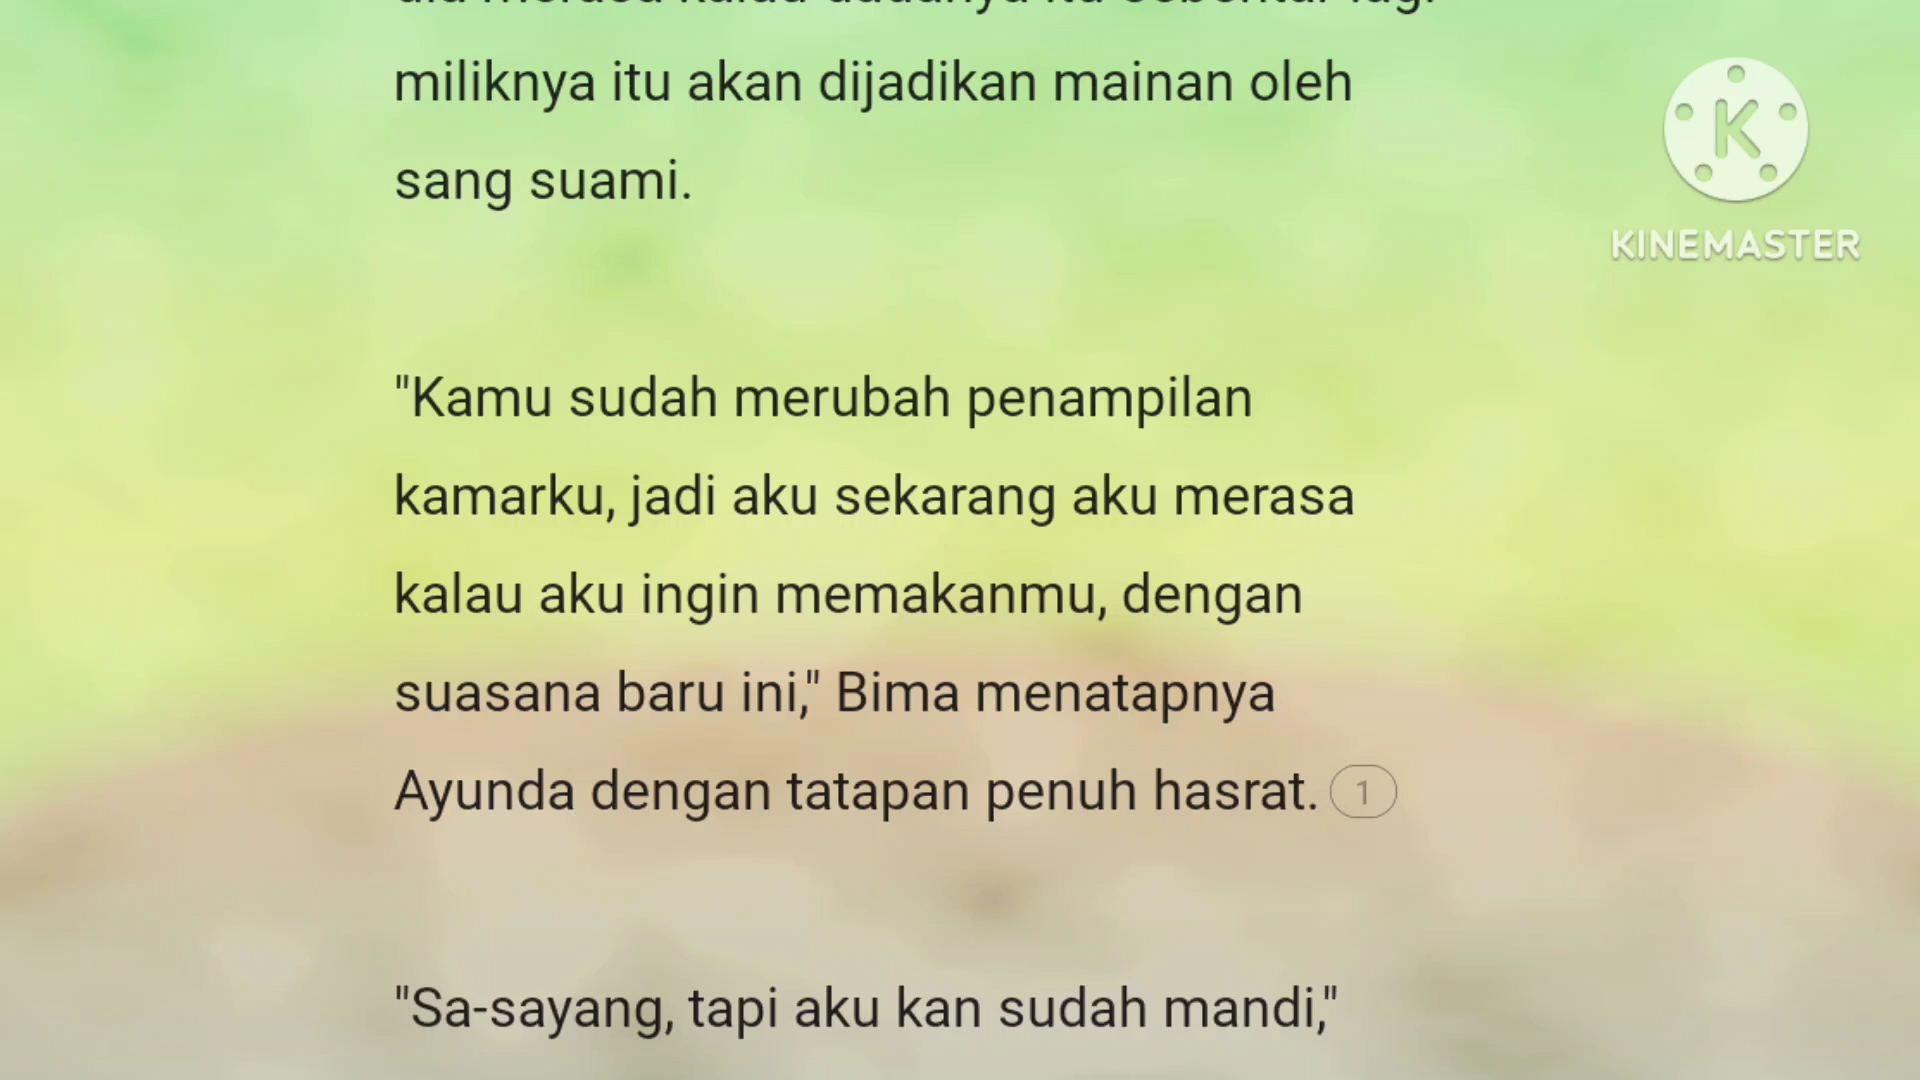 miliknya itu akan dijadikan mainan oleh
sang suami.
K
KINEMASTER
"Kamu sudah merubah penampilan
kamarku, jadi aku sekarang aku merasa
kalau aku ingin memakanmu, dengan
suasana baru ini," Bima menatapnya
Ayunda dengan tatapan penuh hasrat. 1
"Sa-sayang, tapi aku kan sudah mandi,"